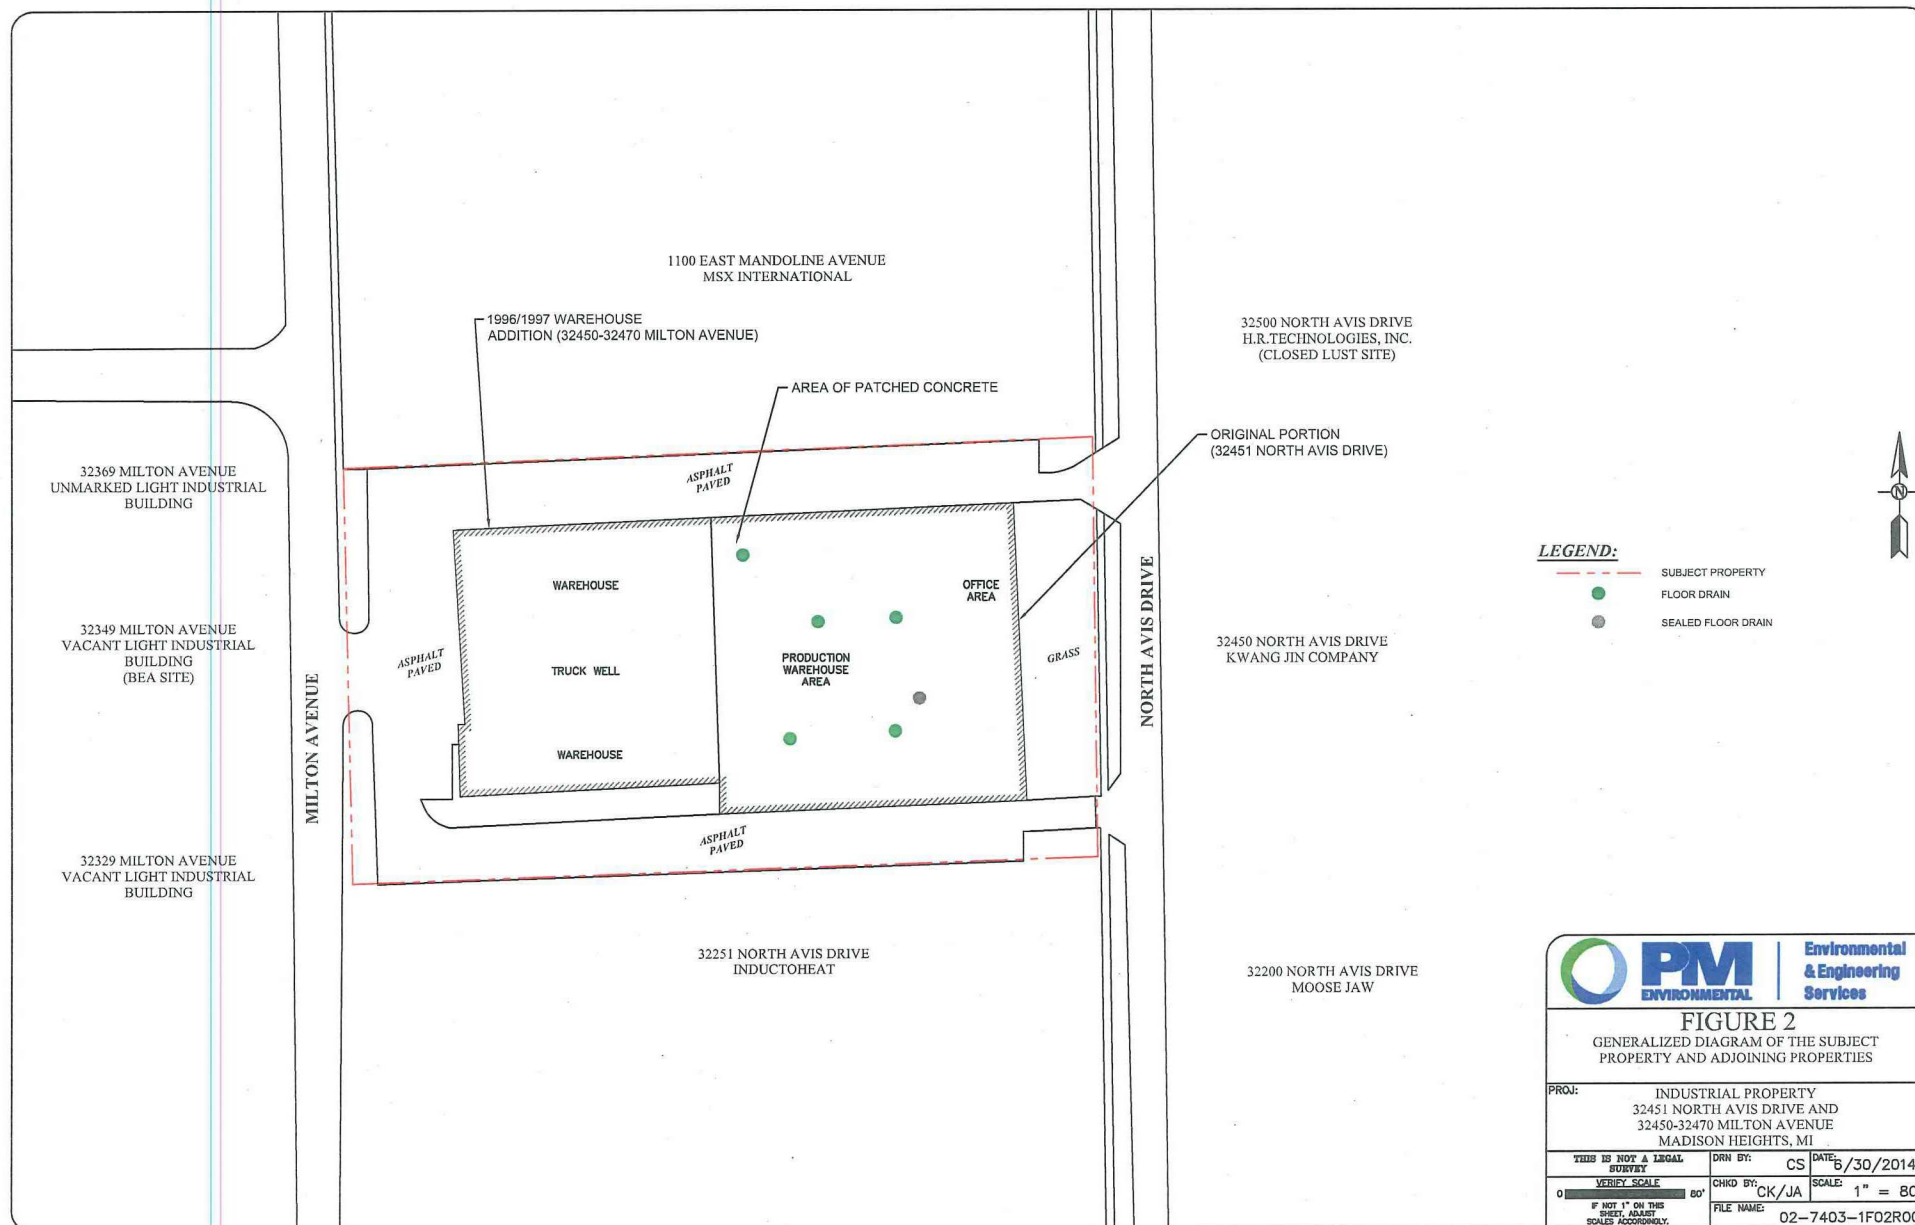 1100 EAST MANDOLINE AVENUE
MSX INTERNATIONAL
1996/1997 WAREHOUSE
ADDITION (32450-32470 MILTON AVENUE)
32500 NORTH AVIS DRIVE
H.R.TECHNOLOGIES, INC.
(CLOSED LUST SITE)
AREA OF PATCHED CONCRETE
ORIGINAL PORTION
(32451 NORTH AVIS DRIVE)
32369 MILTON AVENUE
UNMARKED LIGHT INDUSTRIAL
BUILDING
ASPHALT
PAVED
N
LEGEND:
SUBJECT PROPERTY
FLOOR DRAIN
SEALED FLOOR DRAIN
WAREHOUSE
OFFICE
AREA
32349 MILTON AVENUE
VACANT LIGHT INDUSTRIAL
BUILDING
(BEA SITE)
ASPHALT
PAVED
TRUCK WELL
PRODUCTION
WAREHOUSE
AREA
GRASS
NORTH AVIS DRIVE
32450 NORTH AVIS DRIVE
KWANG JIN COMPANY
MILTON AVENUE
WAREHOUSE
ASPHALT
PAVED
32329 MILTON AVENUE
VACANT LIGHT INDUSTRIAL
BUILDING
32251 NORTH AVIS DRIVE
INDUCTOHEAT
32200 NORTH AVIS DRIVE
MOOSE JAW
PM
ENVIRONMENTAL
Environmental
& Engineering
Services
FIGURE 2
GENERALIZED DIAGRAM OF THE SUBJECT
PROPERTY AND ADJOINING PROPERTIES
PROJ:
INDUSTRIAL PROPERTY
32451 NORTH AVIS DRIVE AND
32450-32470 MILTON AVENUE
MADISON HEIGHTS, MI
THIS IS NOT A LEGAL
SURVEY
DRN BY: CS
DATE: 6/30/2014
VERIFY SCALE
0 80'
IF NOT 1" ON THIS
SHEET, ADJUST
SCALES ACCORDINGLY.
CHKD BY: CK/JA
SCALE: 1" = 80
FILE NAME: 02-7403-1F02R00